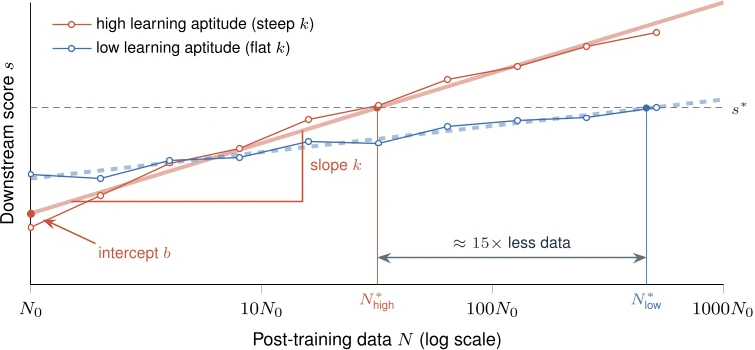 high learning aptitude (steep k)
low learning aptitude (flat k)
Downstream score s
s*
slope k
intercept b
≈ 15× less data
N₀
10N₀
N*high
100N₀
N*low
1000N₀
Post-training data N (log scale)